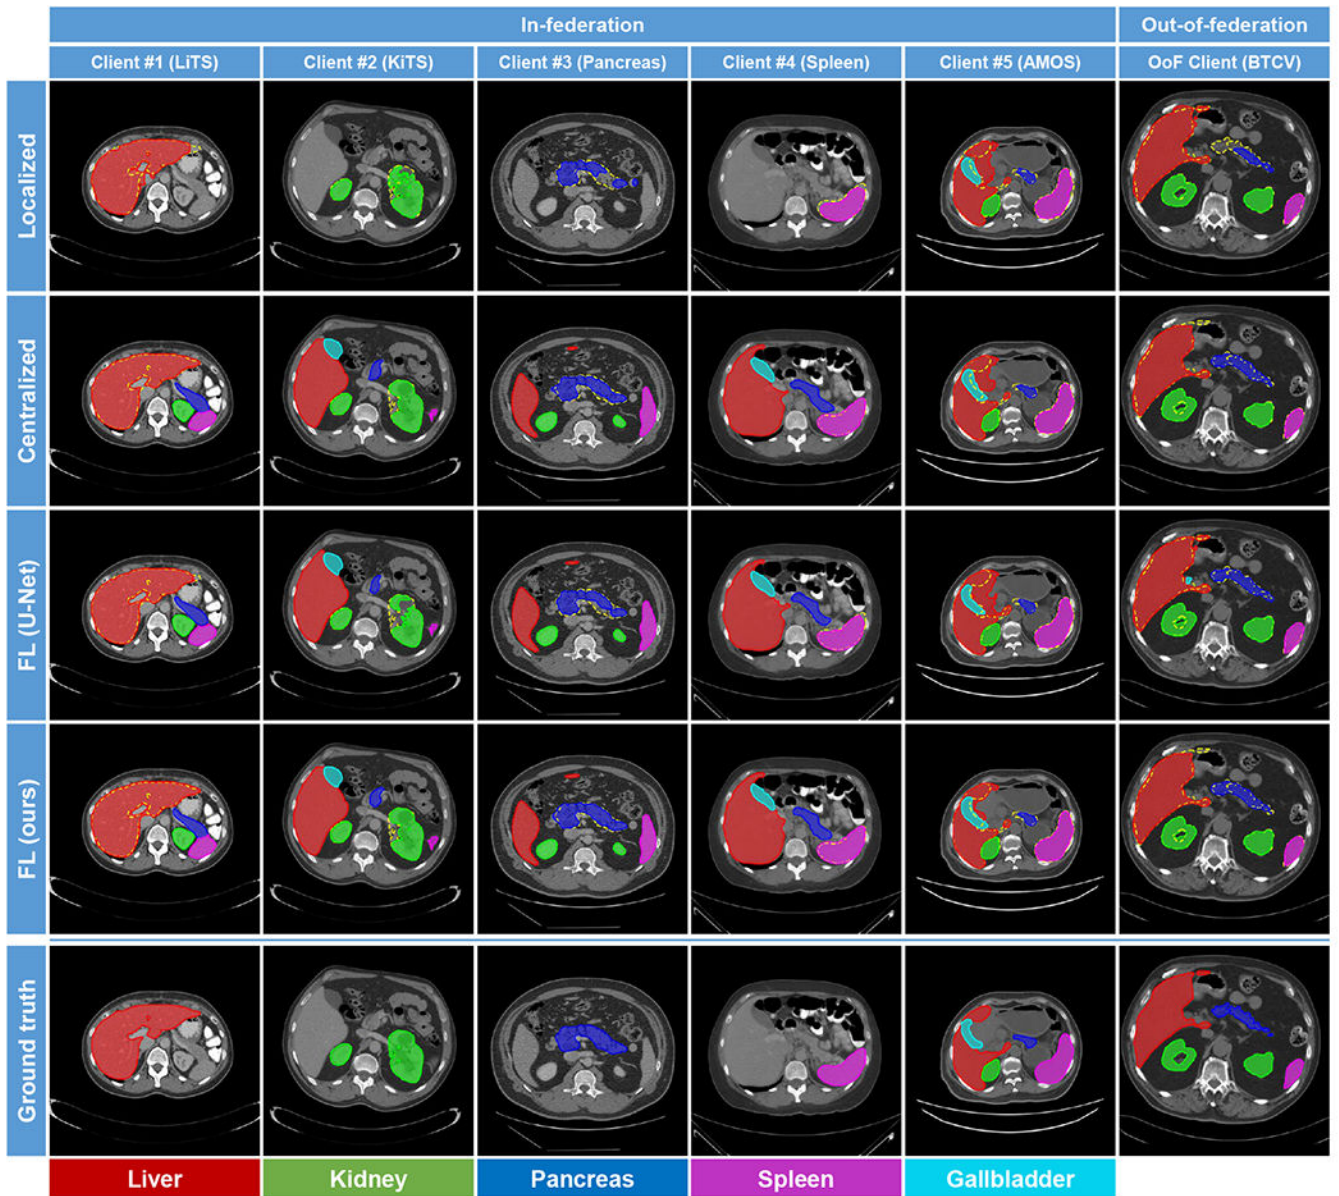 In-federation
Out-of-federation
Client #1 (LiTS)
Client #2 (KiTS)
Client #3 (Pancreas)
Client #4 (Spleen)
Client #5 (AMOS)
OoF Client (BTCV)
Localized
Centralized
FL (U-Net)
FL (ours)
Ground truth
Liver
Kidney
Pancreas
Spleen
Gallbladder